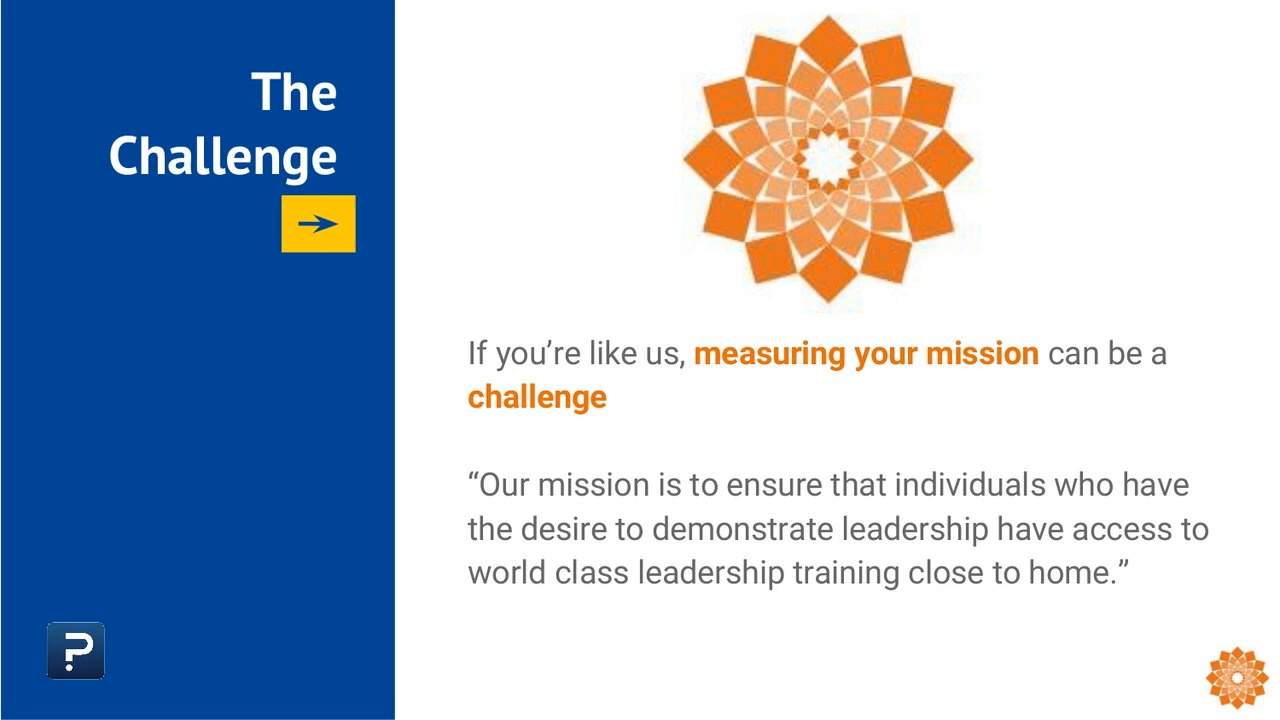 The
Challenge
If you’re like us, measuring your mission can be a
challenge
“Our mission is to ensure that individuals who have
the desire to demonstrate leadership have access to
world class leadership training close to home.”